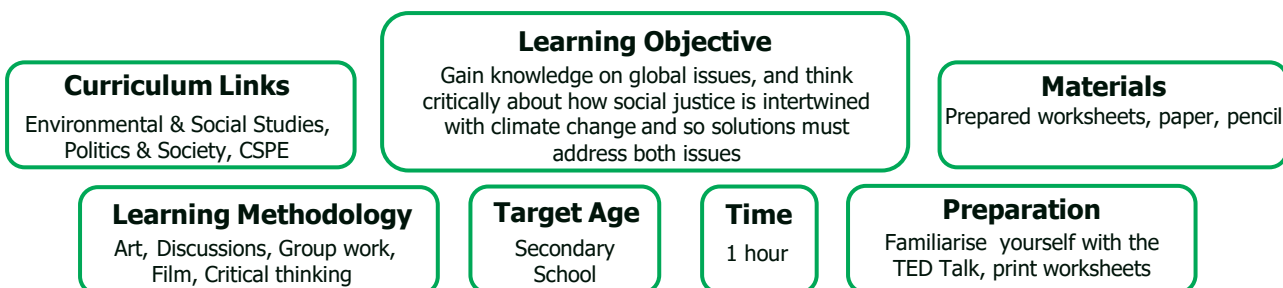 Learning Objective
Gain knowledge on global issues, and think
critically about how social justice is intertwined
with climate change and so solutions must
address both issues
Curriculum Links
Environmental & Social Studies,
Politics & Society, CSPE
Materials
Prepared worksheets, paper, pencil
Learning Methodology
Art, Discussions, Group work,
Film, Critical thinking
Target Age
Secondary
School
Time
1 hour
Preparation
Familiarise yourself with the
TED Talk, print worksheets